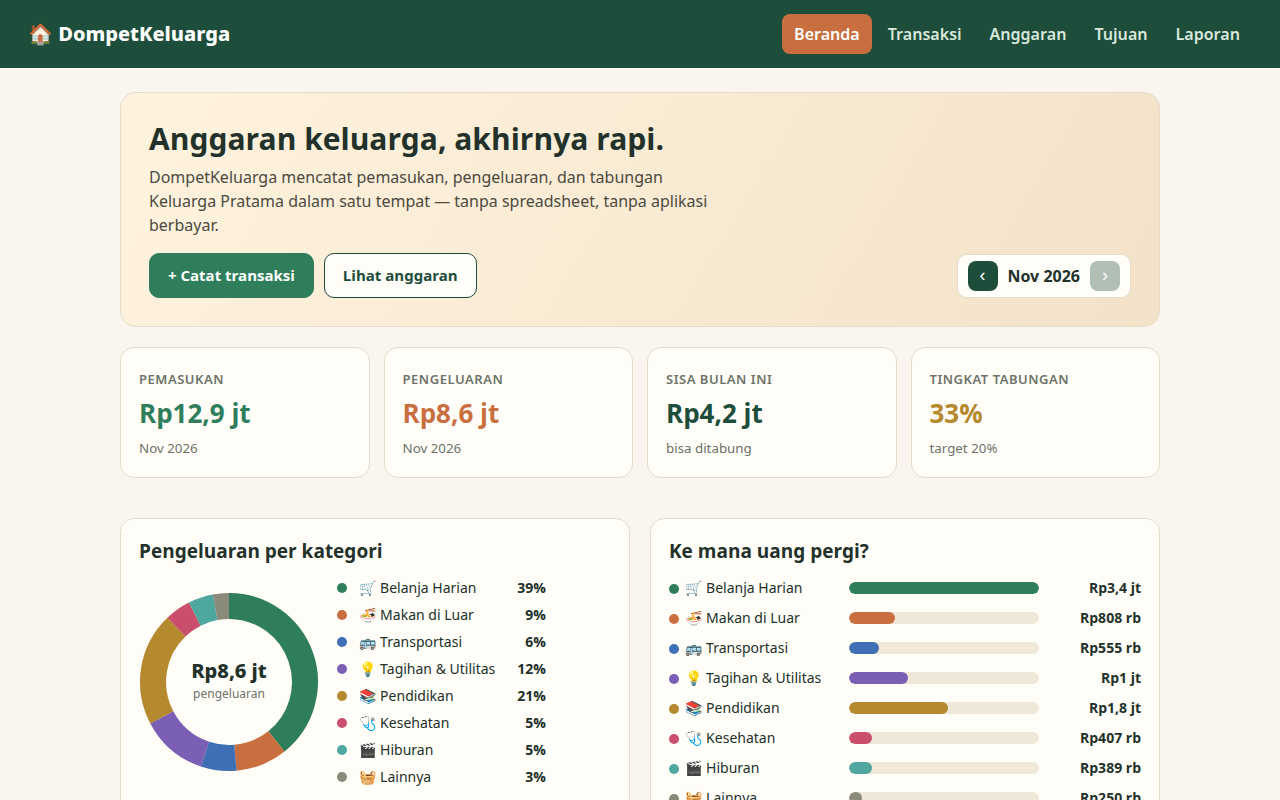 🏠 DompetKeluarga
Beranda
Transaksi
Anggaran
Tujuan
Laporan
Anggaran keluarga, akhirnya rapi.
DompetKeluarga mencatat pemasukan, pengeluaran, dan tabungan
Keluarga Pratama dalam satu tempat — tanpa spreadsheet, tanpa aplikasi
berbayar.
+ Catat transaksi
Lihat anggaran
‹ Nov 2026 ›
PEMASUKAN
Rp12,9 jt
Nov 2026
PENGELUARAN
Rp8,6 jt
Nov 2026
SISA BULAN INI
Rp4,2 jt
bisa ditabung
TINGKAT TABUNGAN
33%
target 20%
Pengeluaran per kategori
Rp8,6 jt
pengeluaran
🛒 Belanja Harian 39%
🍜 Makan di Luar 9%
🚌 Transportasi 6%
💡 Tagihan & Utilitas 12%
📚 Pendidikan 21%
🩺 Kesehatan 5%
🎬 Hiburan 5%
🧺 Lainnya 3%
Ke mana uang pergi?
🛒 Belanja Harian Rp3,4 jt
🍜 Makan di Luar Rp808 rb
🚌 Transportasi Rp555 rb
💡 Tagihan & Utilitas Rp1 jt
📚 Pendidikan Rp1,8 jt
🩺 Kesehatan Rp407 rb
🎬 Hiburan Rp389 rb
🧺 Lainnya Rp250 rb